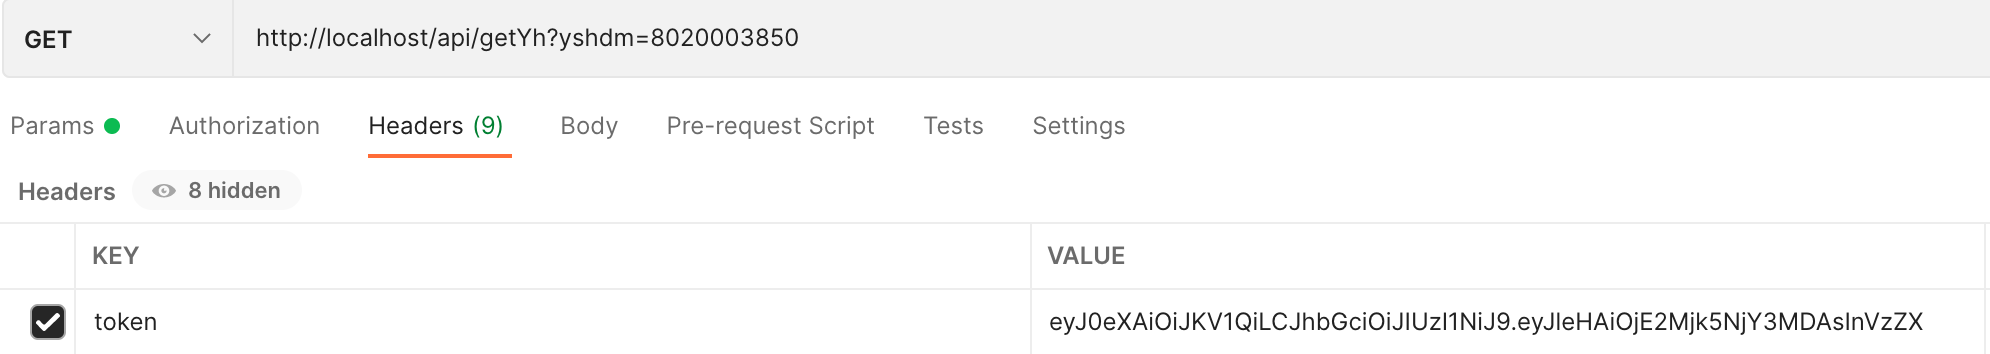 GET http://localhost/api/getYh?yshdm=8020003850
Params Authorization Headers (9) Body Pre-request Script Tests Settings
Headers 8 hidden
KEY VALUE
token eyJ0eXAiOiJKV1QiLCJhbGciOiJIUzI1NiJ9.eyJleHAiOjE2Mjk5NjY3MDAsInVzZX